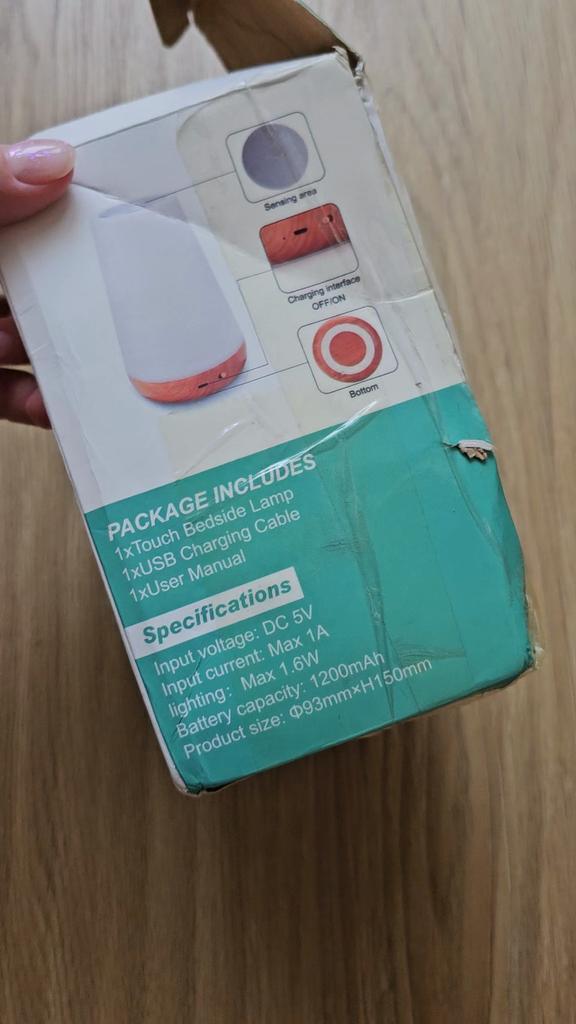 Sensing area
Charging interface
OFF/ON
Bottom
PACKAGE INCLUDES
1xTouch Bedside Lamp
1xUSB Charging Cable
1xUser Manual
Specifications
Input voltage: DC 5V
Input current: Max 1A
lighting: Max 1.6W
Battery capacity: 1200mAh
Product size: Φ93mm×H150mm